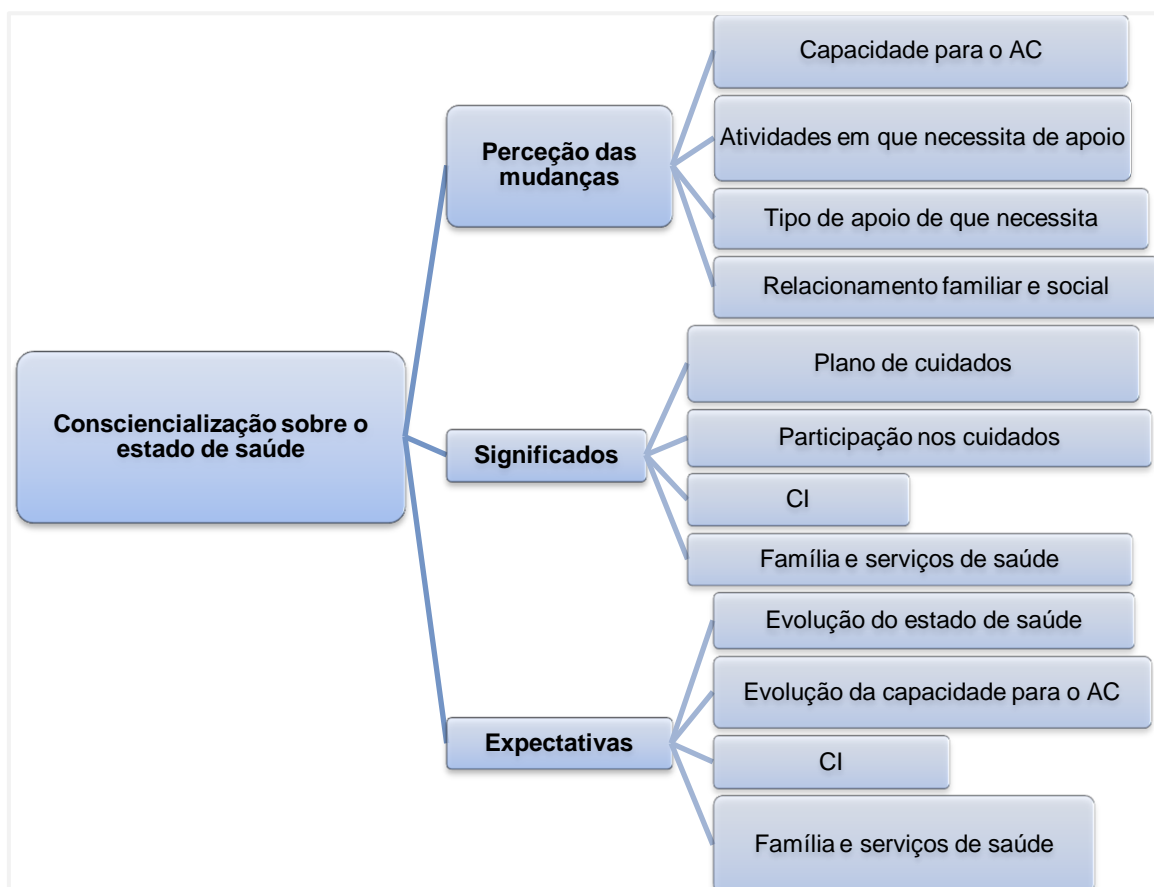 Consciencialização sobre o
estado de saúde
Perceção das
mudanças
Capacidade para o AC
Atividades em que necessita de apoio
Tipo de apoio de que necessita
Relacionamento familiar e social
Significados
Plano de cuidados
Participação nos cuidados
CI
Família e serviços de saúde
Expectativas
Evolução do estado de saúde
Evolução da capacidade para o AC
CI
Família e serviços de saúde